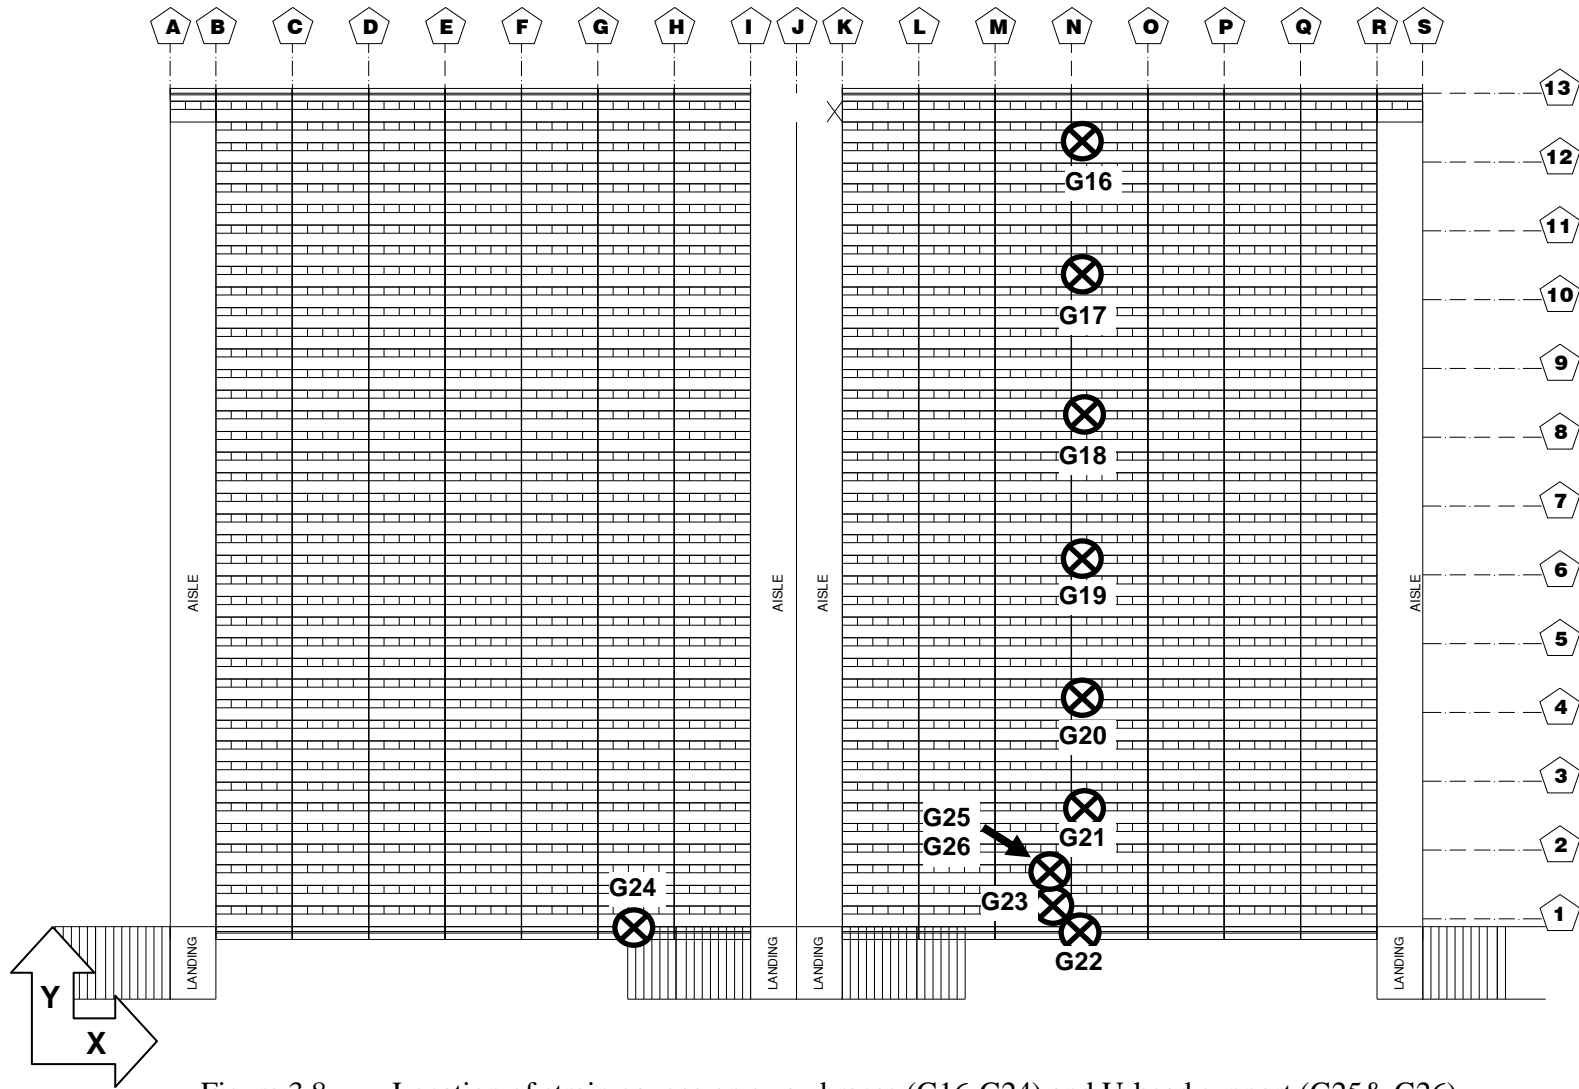 A B C D E F G H I J K L M N O P Q R S
13
G16
12
11
G17
10
9
G18
8
7
AISLE AISLE AISLE AISLE
G19
6
5
G20
4
3
G25
G26
G21
2
G24
G23
1
G22
LANDING LANDING LANDING LANDING
Y
X
Figure 3.8 Location of strain gauges on (G16-G24) and U-head support (G25& G26)